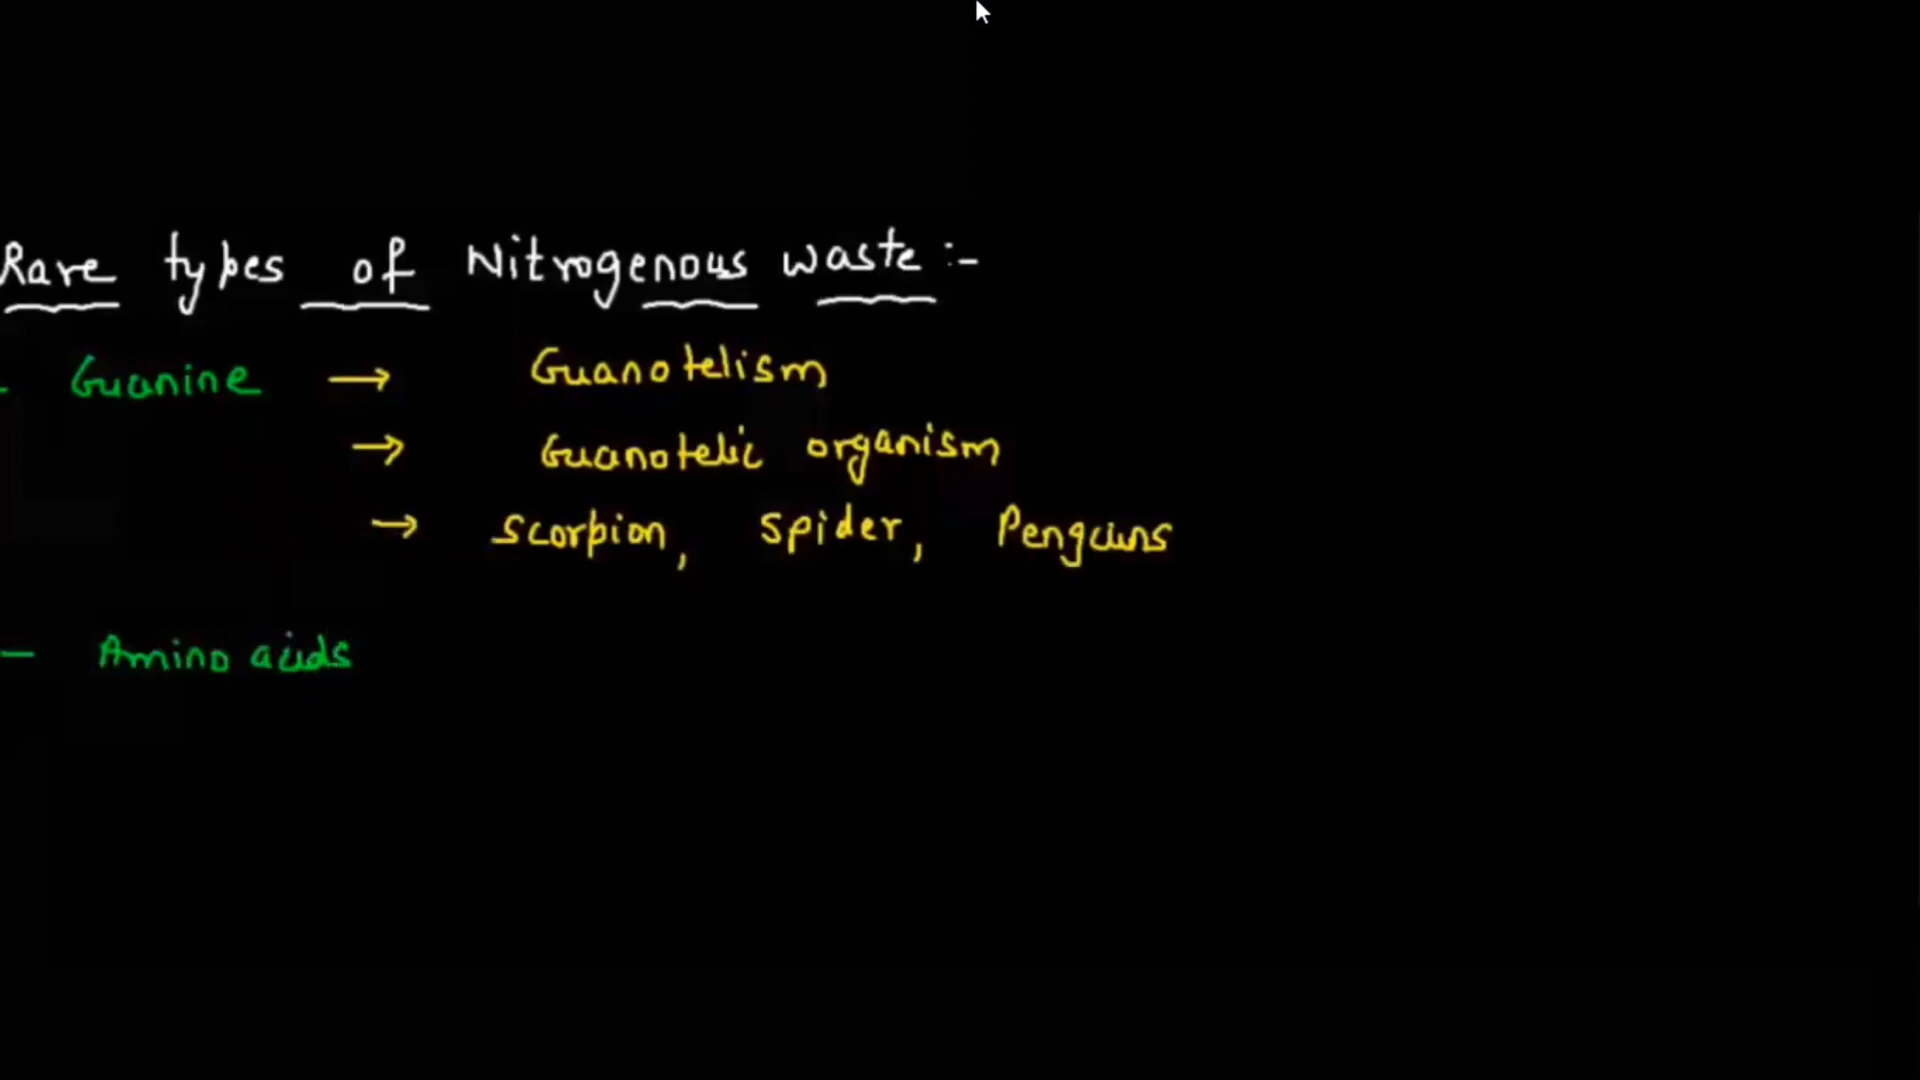 Rare types of Nitrogenous waste :-
- Guanine → Guanotelism
→ Guanotelic organism
→ Scorpion, Spider, Penguins
- Amino acids